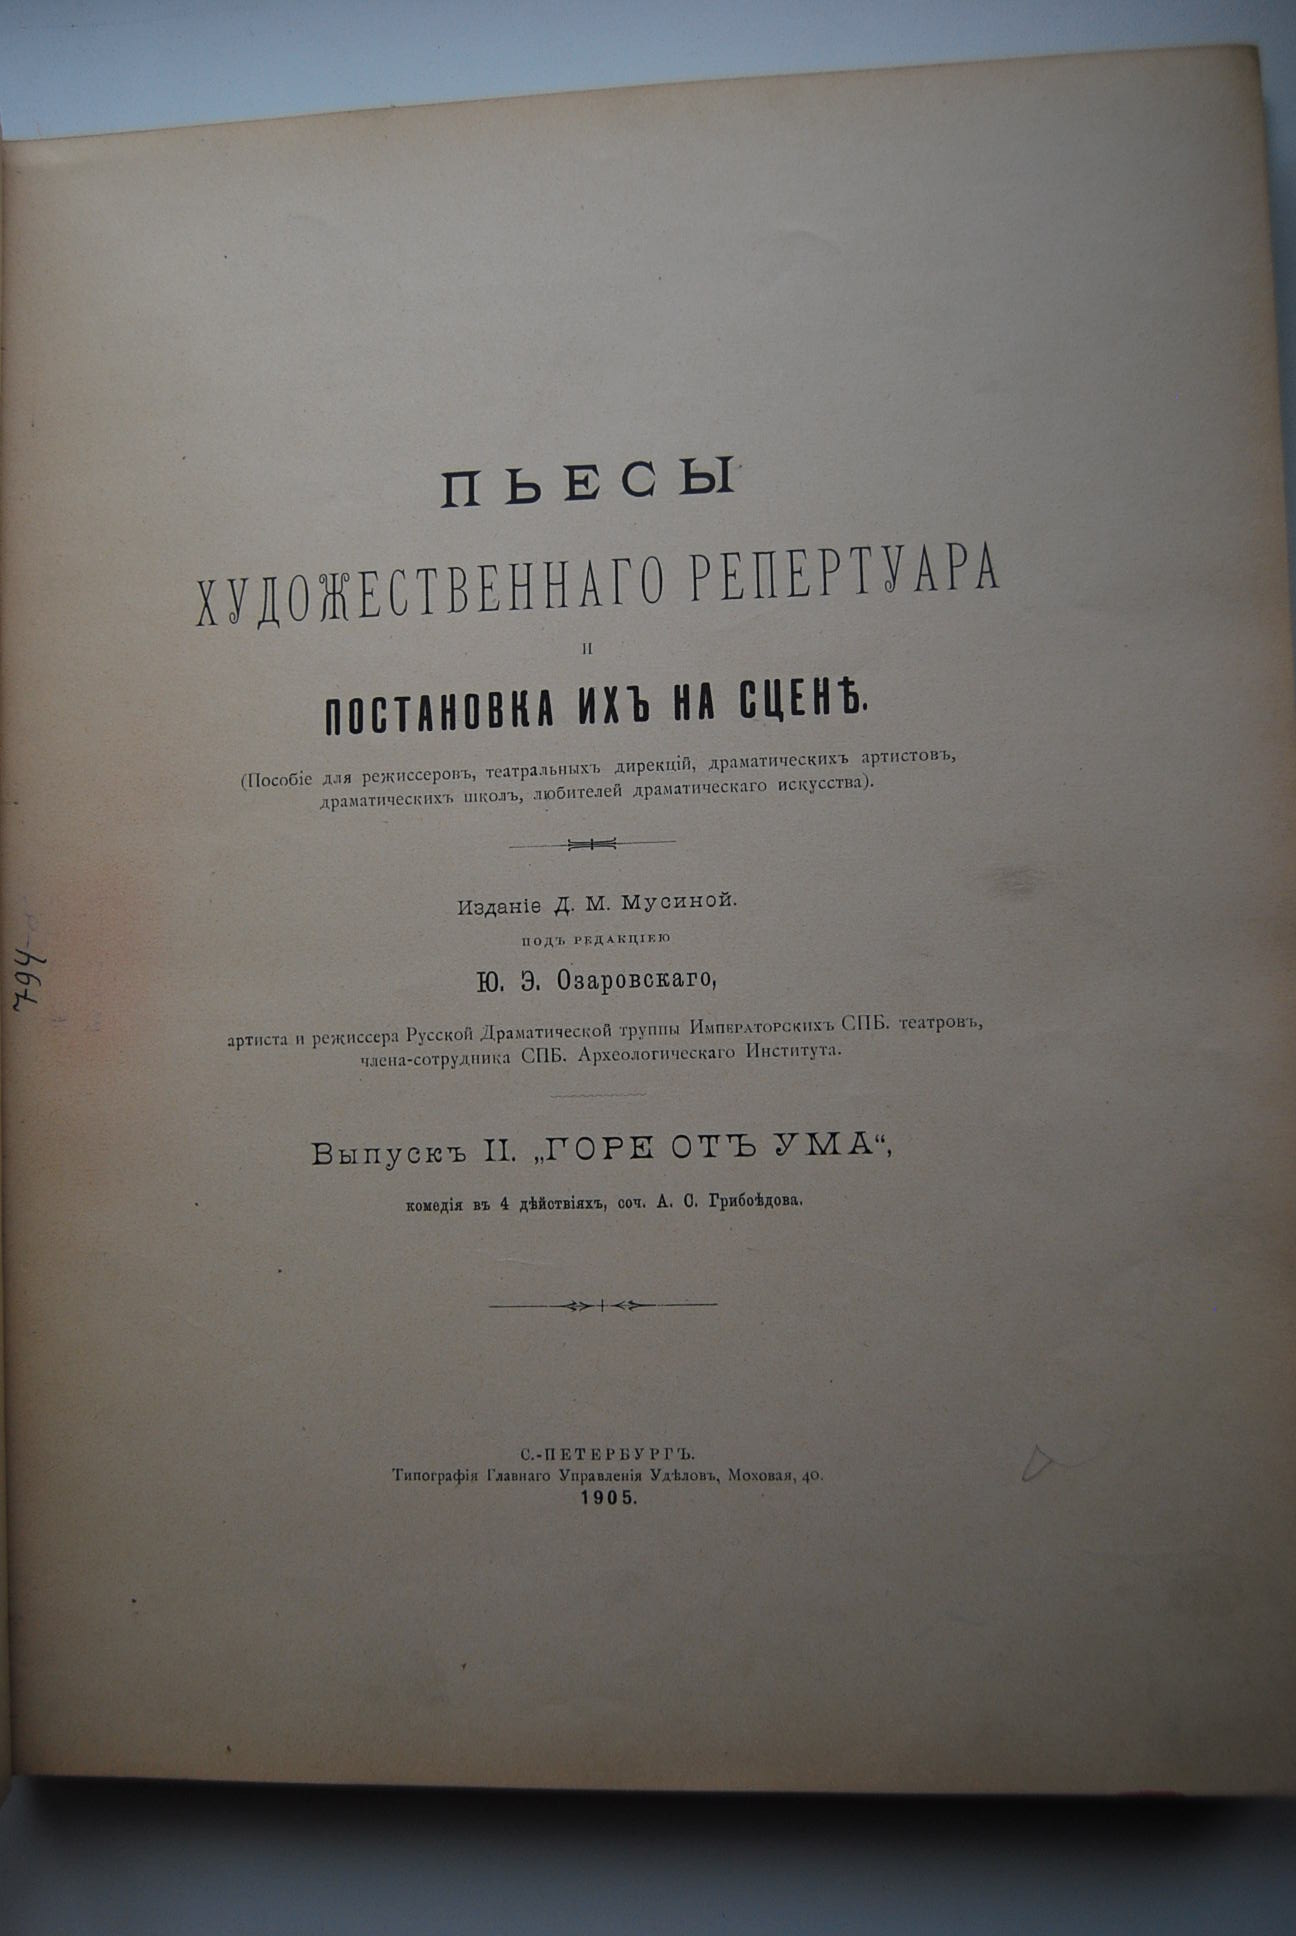 ПЬЕСЫ
ХУДОЖЕСТВЕННАГО РЕПЕРТУАРА
И
ПОСТАНОВКА ИХЪ НА СЦЕНѢ.
(Пособіе для режиссеровъ, театральныхъ дирекцій, драматическихъ артистовъ,
драматическихъ школъ, любителей драматическаго искусства).
Изданіе Д. М. Мусиной.
ПОДЪ РЕДАКЦІЕЮ
Ю. Э. Озаровскаго,
артиста и режиссера Русской Драматической труппы Императорскихъ СПБ. театровъ,
члена-сотрудника СПБ. Археологическаго Института.
Выпускъ II. „ГОРЕ ОТЪ УМА“,
комедія въ 4 дѣйствіяхъ, соч. А. С. Грибоѣдова.
С.-ПЕТЕРБУРГЪ.
Типографія Главнаго Управленія Удѣловъ, Моховая, 40.
1905.